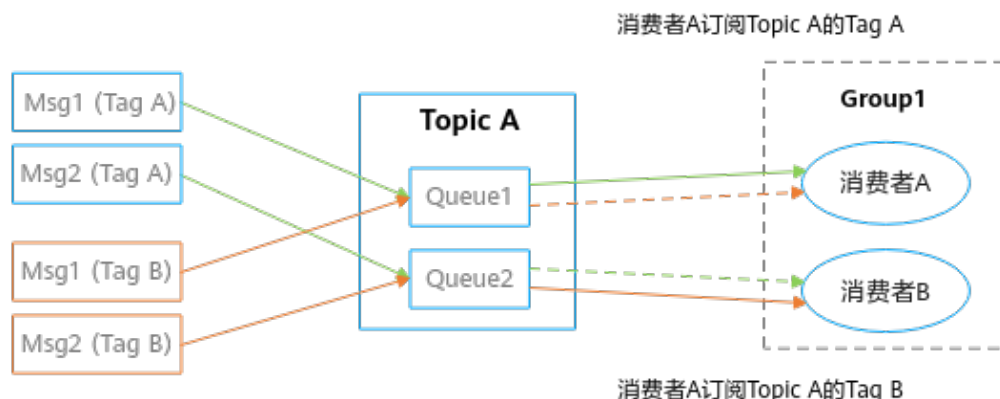 消费者A订阅Topic A的Tag A
Msg1 (Tag A)
Msg2 (Tag A)
Msg1 (Tag B)
Msg2 (Tag B)
Topic A
Queue1
Queue2
Group1
消费者A
消费者B
消费者A订阅Topic A的Tag B